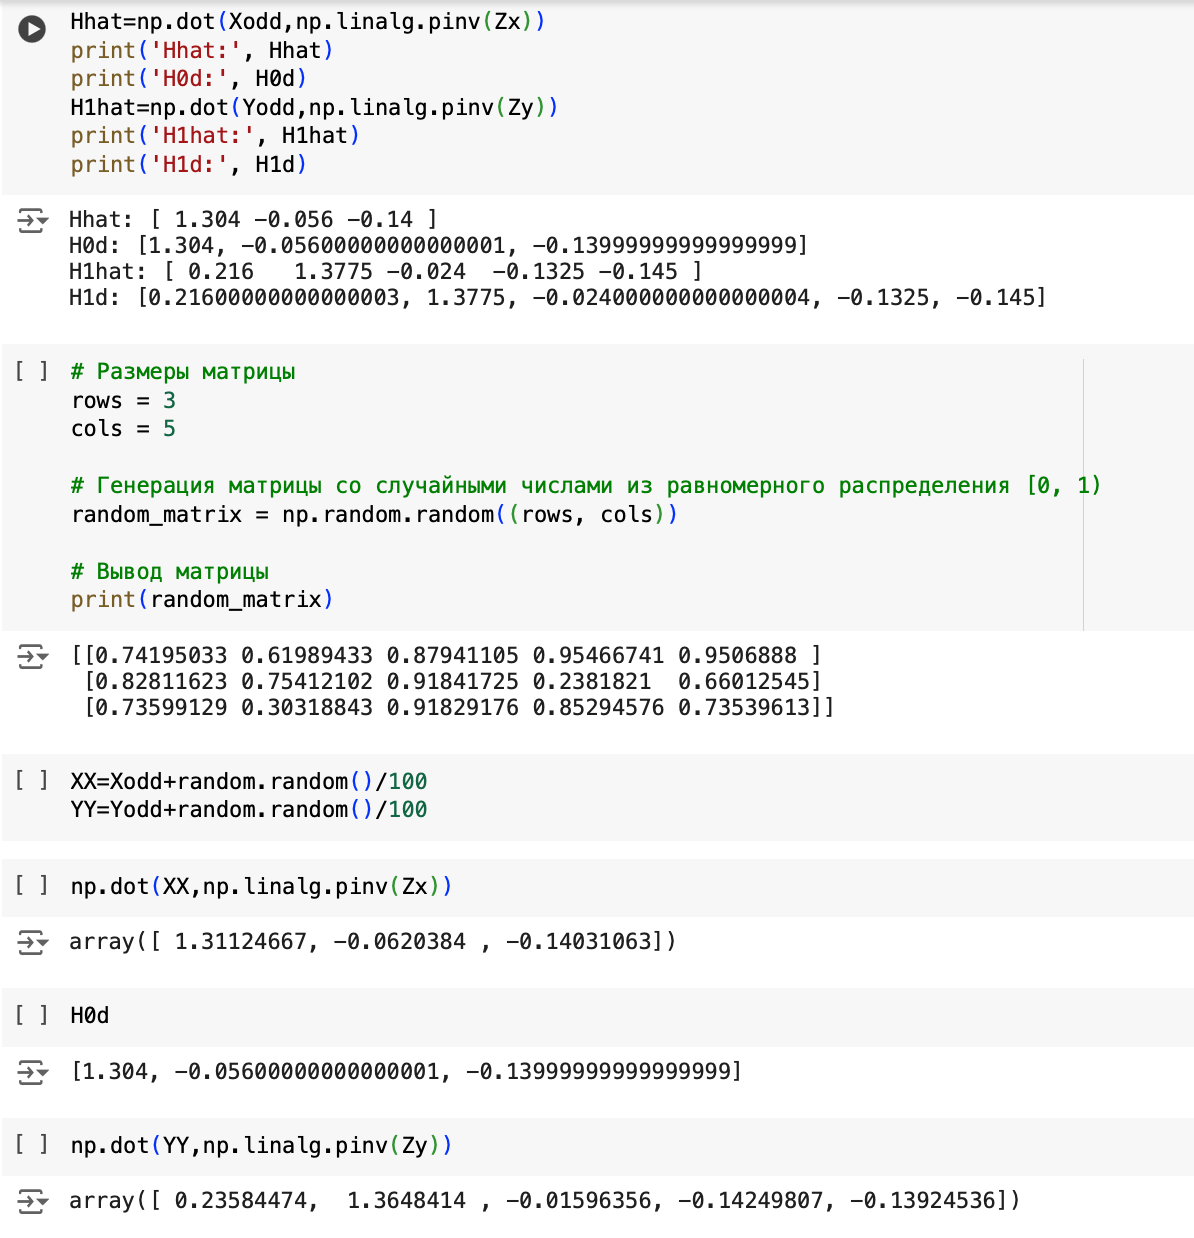 Hhat=np.dot(Xodd,np.linalg.pinv(Zx))
print('Hhat:', Hhat)
print('H0d:', H0d)
H1hat=np.dot(Yodd,np.linalg.pinv(Zy))
print('H1hat:', H1hat)
print('H1d:', H1d)
Hhat: [ 1.304 -0.056 -0.14 ]
H0d: [1.304, -0.05600000000000001, -0.13999999999999999]
H1hat: [ 0.216   1.3775 -0.024  -0.1325 -0.145 ]
H1d: [0.21600000000000003, 1.3775, -0.024000000000000004, -0.1325, -0.145]
[ ] # Размеры матрицы
rows = 3
cols = 5
# Генерация матрицы со случайными числами из равномерного распределения [0, 1)
random_matrix = np.random.random((rows, cols))
# Вывод матрицы
print(random_matrix)
[[0.74195033 0.61989433 0.87941105 0.95466741 0.9506888 ]
[0.82811623 0.75412102 0.91841725 0.2381821  0.66012545]
[0.73599129 0.30318843 0.91829176 0.85294576 0.73539613]]
[ ] XX=Xodd+random.random()/100
YY=Yodd+random.random()/100
[ ] np.dot(XX,np.linalg.pinv(Zx))
array([ 1.31124667, -0.0620384 , -0.14031063])
[ ] H0d
[1.304, -0.05600000000000001, -0.13999999999999999]
[ ] np.dot(YY,np.linalg.pinv(Zy))
array([ 0.23584474,  1.3648414 , -0.01596356, -0.14249807, -0.13924536])